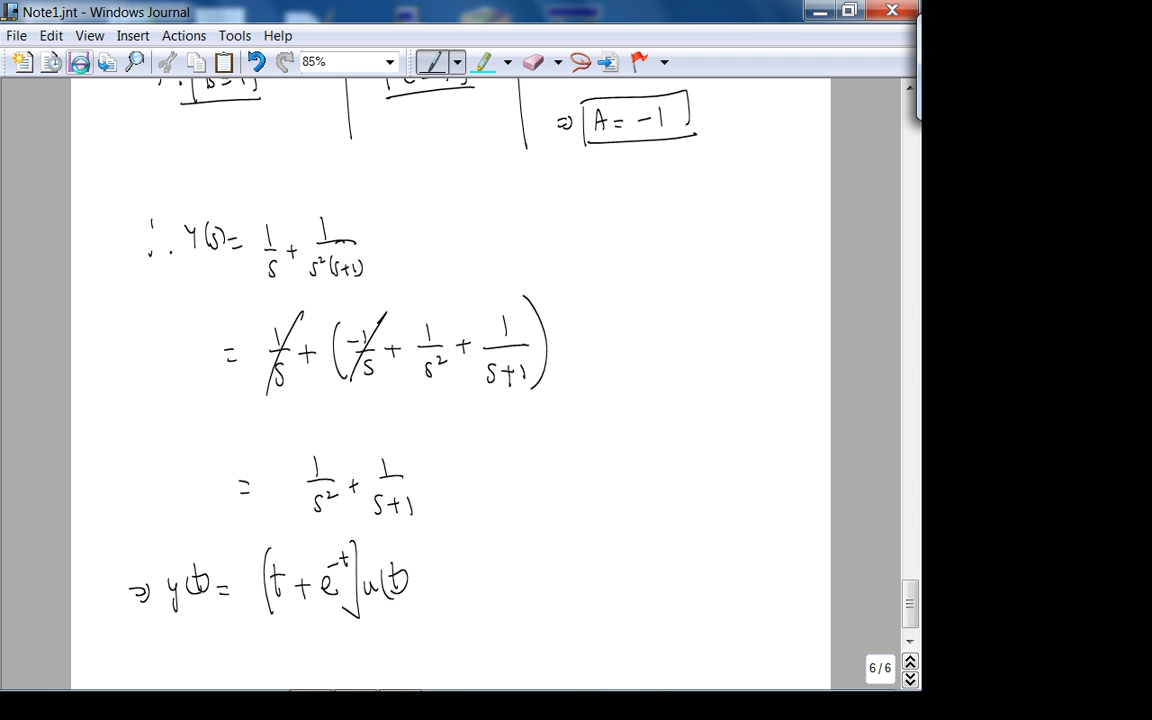 Note1.jnt - Windows Journal
File Edit View Insert Actions Tools Help
85%
⇒ A = -1
∴ Y(s) = 1/s + 1/(s²(s+1))
= 1/s + (-1/s + 1/s² + 1/(s+1))
= 1/s² + 1/(s+1)
⇒ y(t) = [t + e^-t] u(t)
6 / 6